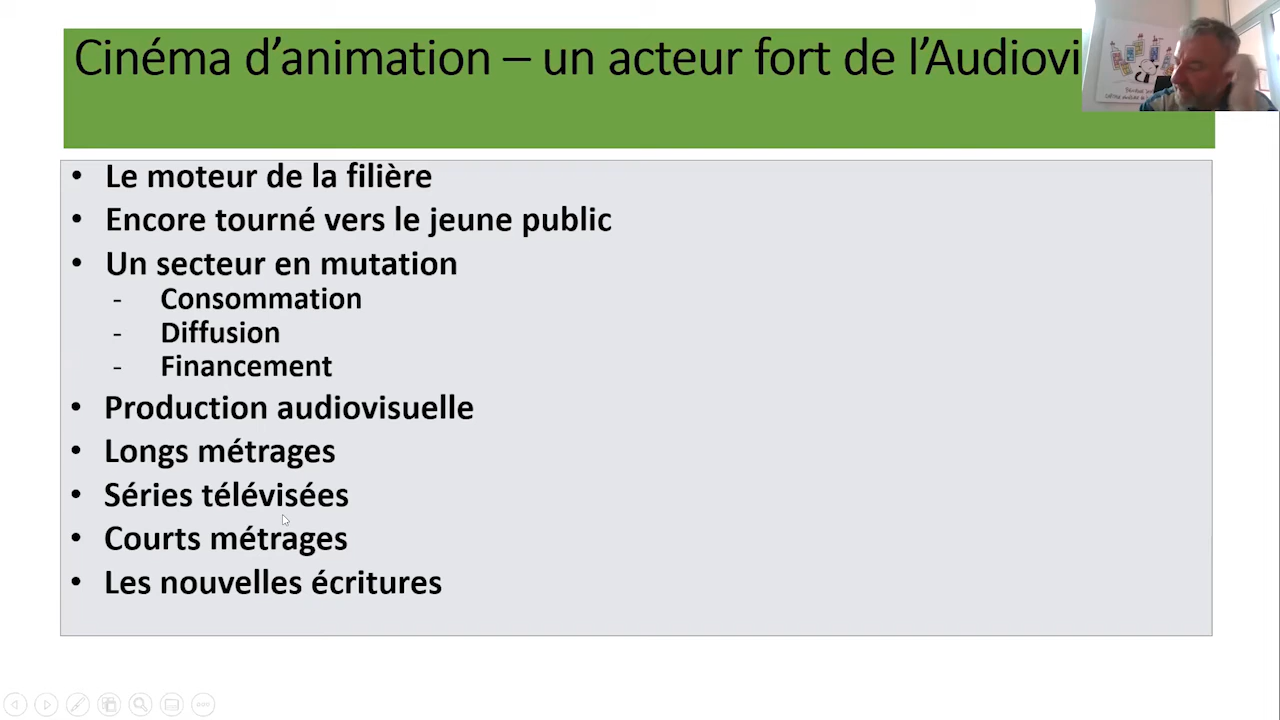 Cinéma d’animation – un acteur fort de l’Audiovi
• Le moteur de la filière
• Encore tourné vers le jeune public
• Un secteur en mutation
- Consommation
- Diffusion
- Financement
• Production audiovisuelle
• Longs métrages
• Séries télévisées
• Courts métrages
• Les nouvelles écritures